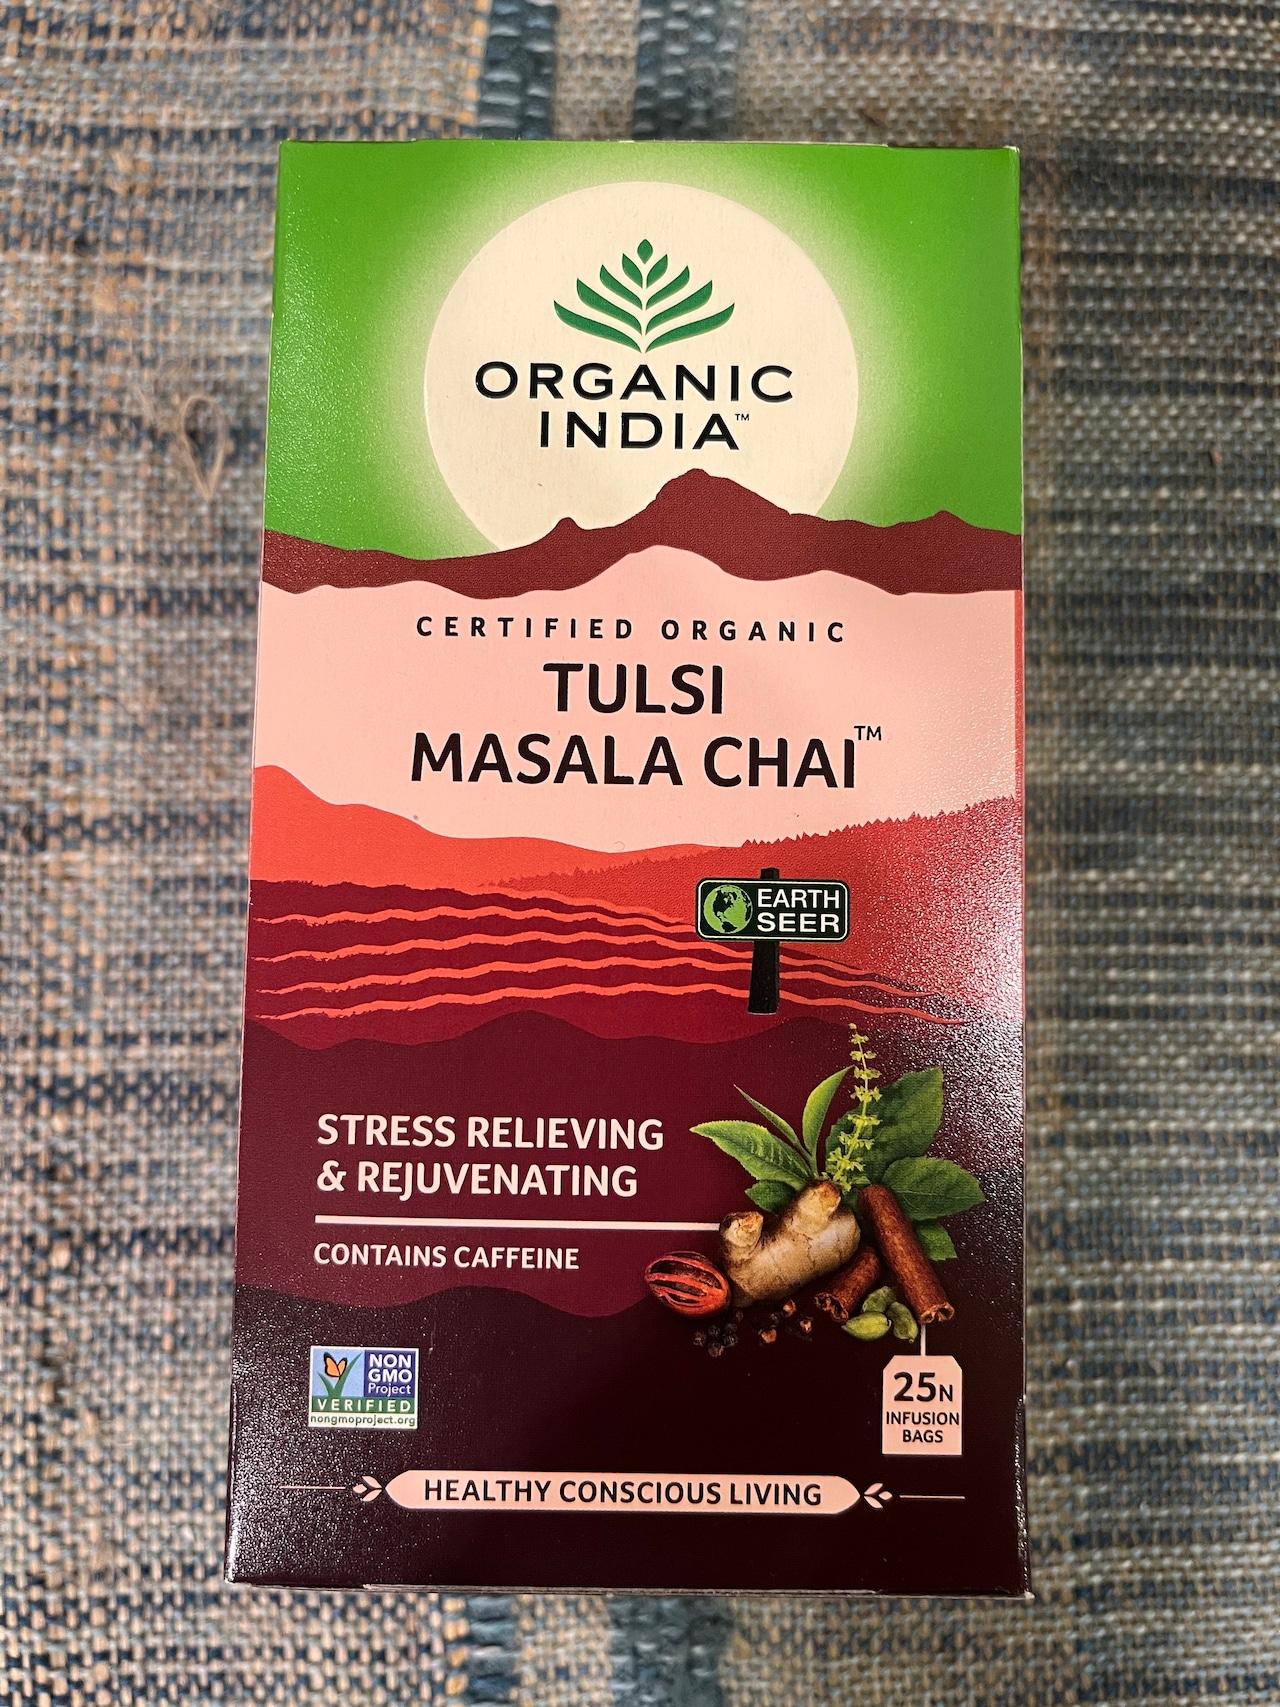 ORGANIC
INDIA™
CERTIFIED ORGANIC
TULSI
MASALA CHAI™
EARTH
SEER
STRESS RELIEVING
& REJUVENATING
CONTAINS CAFFEINE
NON
GMO
Project
VERIFIED
nongmoproject.org
25N
INFUSION
BAGS
HEALTHY CONSCIOUS LIVING